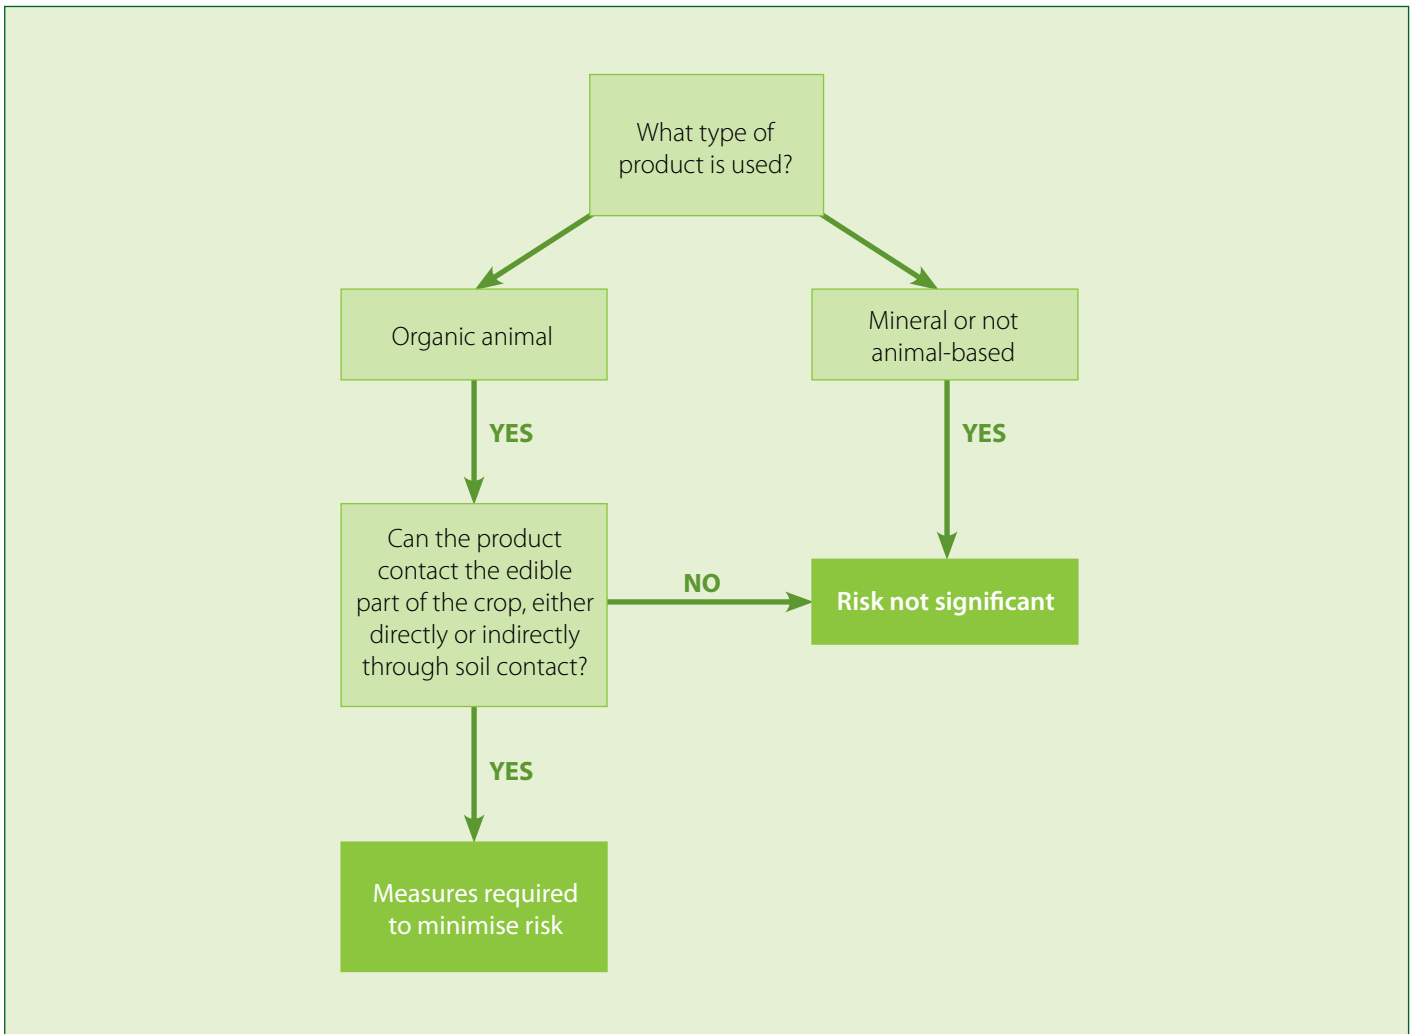 What type of
product is used?
Organic animal
Mineral or not
animal-based
YES
YES
Can the product
contact the edible
part of the crop, either
directly or indirectly
through soil contact?
NO
Risk not significant
YES
Measures required
to minimise risk